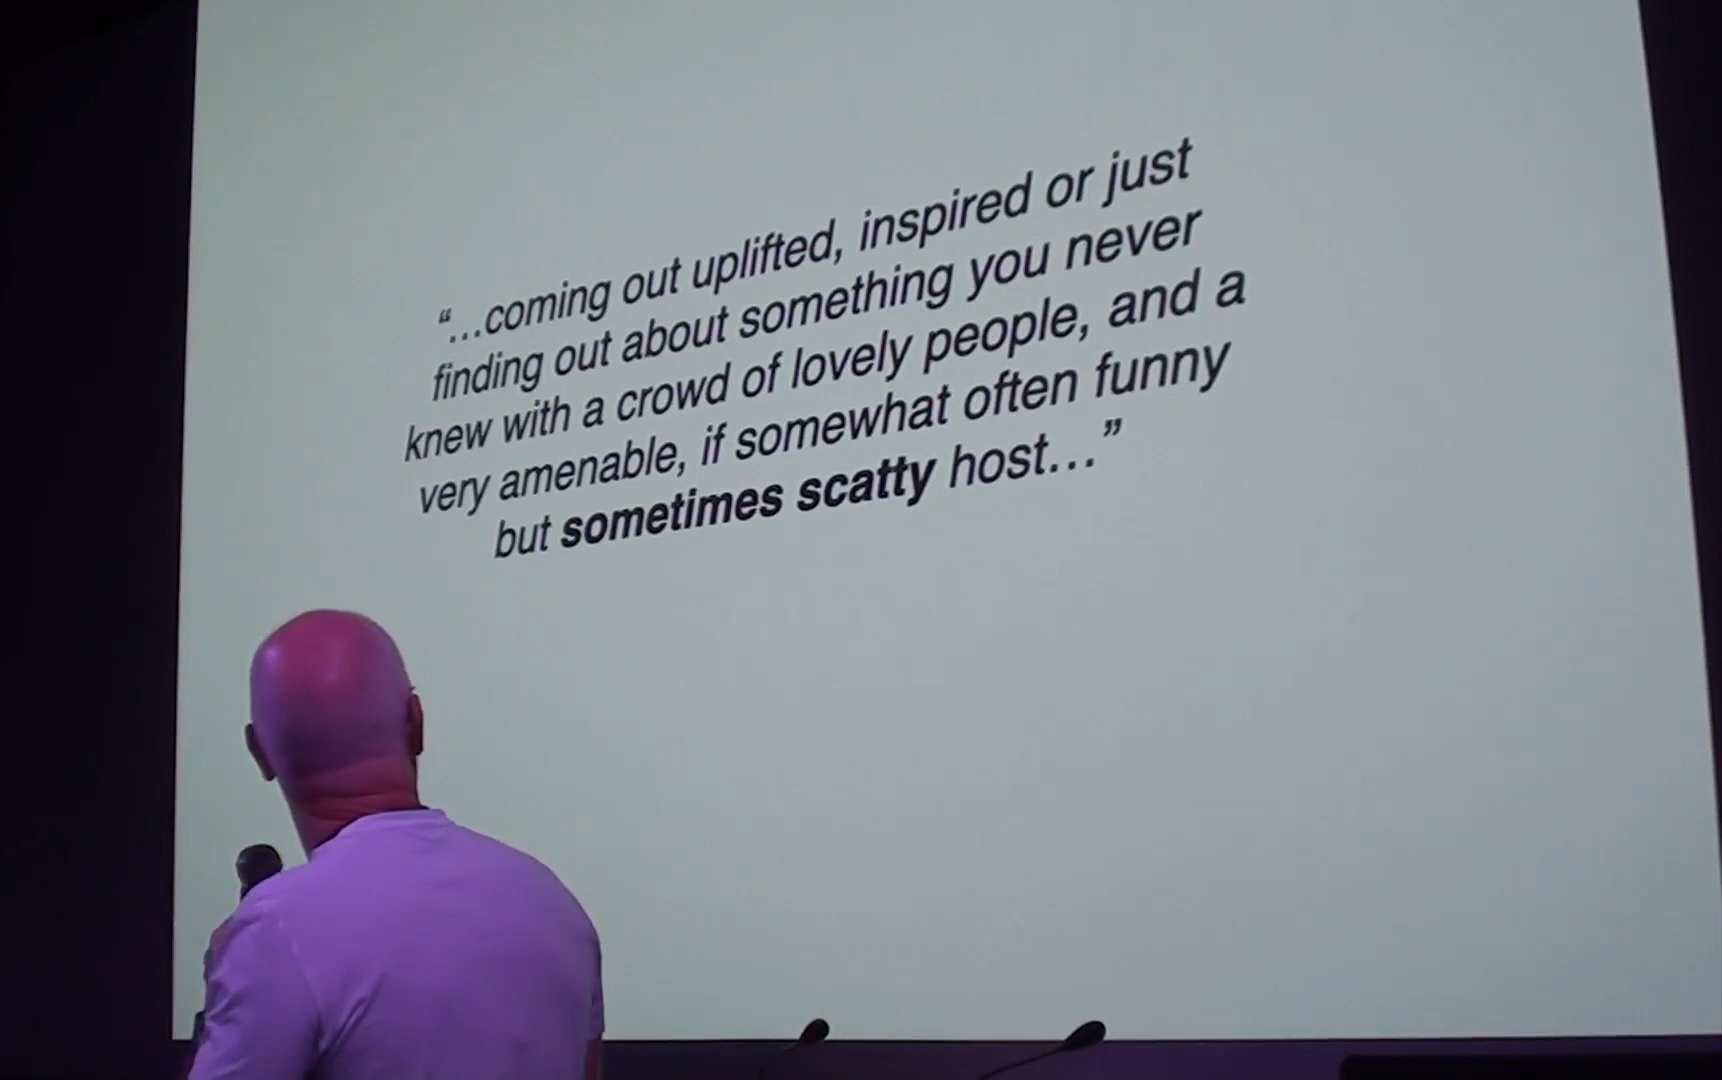 “...coming out uplifted, inspired or just
finding out about something you never
knew with a crowd of lovely people, and a
very amenable, if somewhat often funny
but sometimes scatty host...”